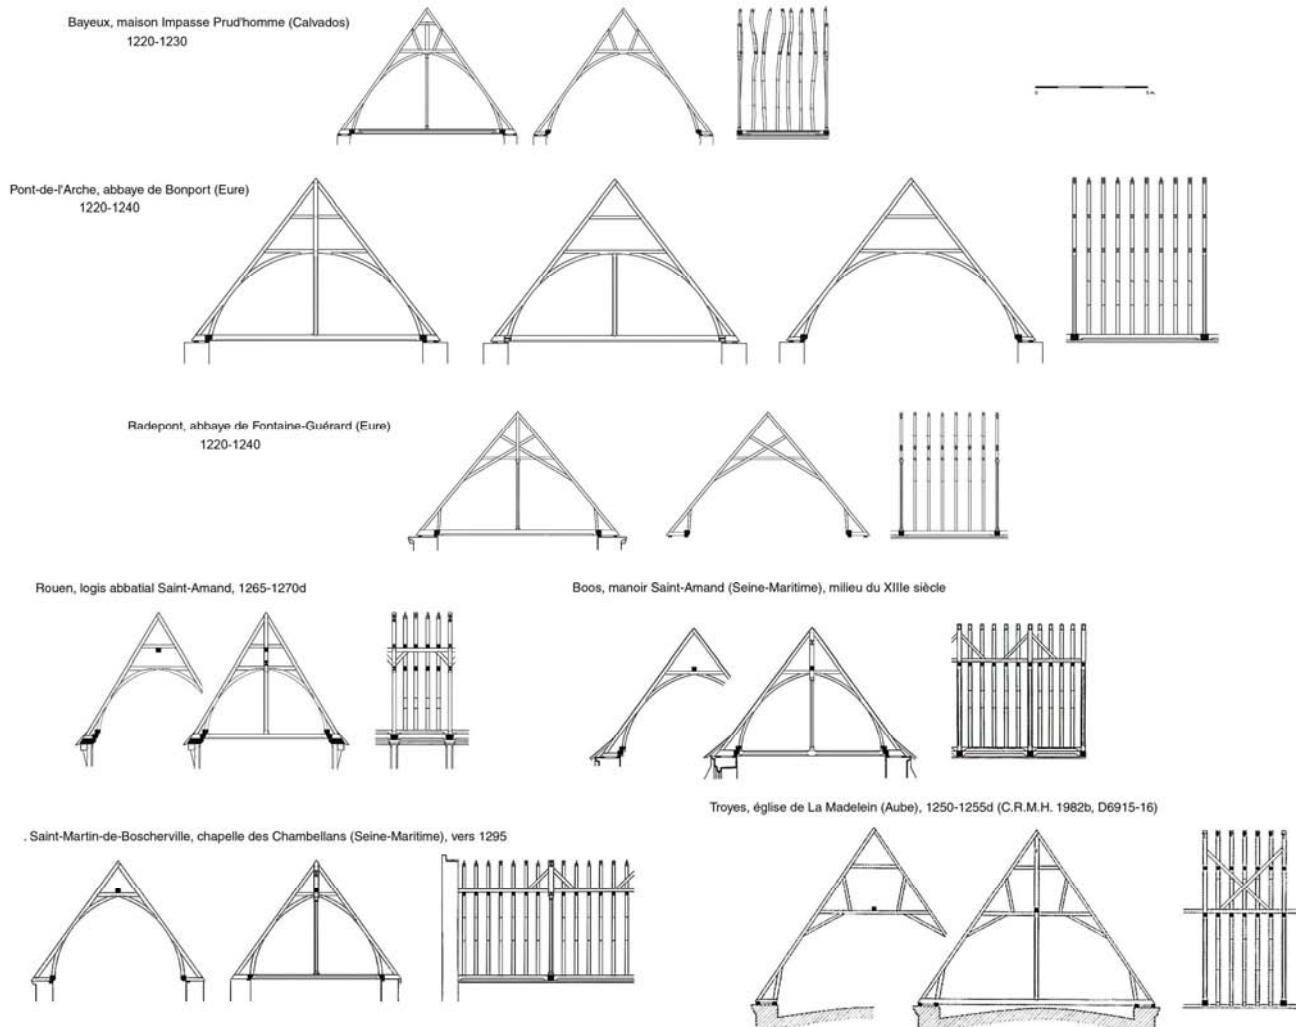 Bayeux, maison Impasse Prud'homme (Calvados)
1220-1230
0
5 m.
Pont-de-l'Arche, abbaye de Bonport (Eure)
1220-1240
Radepont, abbaye de Fontaine-Guérard (Eure)
1220-1240
Rouen, logis abbatial Saint-Amand, 1265-1270d
Boos, manoir Saint-Amand (Seine-Maritime), milieu du XIIIe siècle
Troyes, église de La Madelein (Aube), 1250-1255d (C.R.M.H. 1982b, D6915-16)
. Saint-Martin-de-Boscherville, chapelle des Chambellans (Seine-Maritime), vers 1295